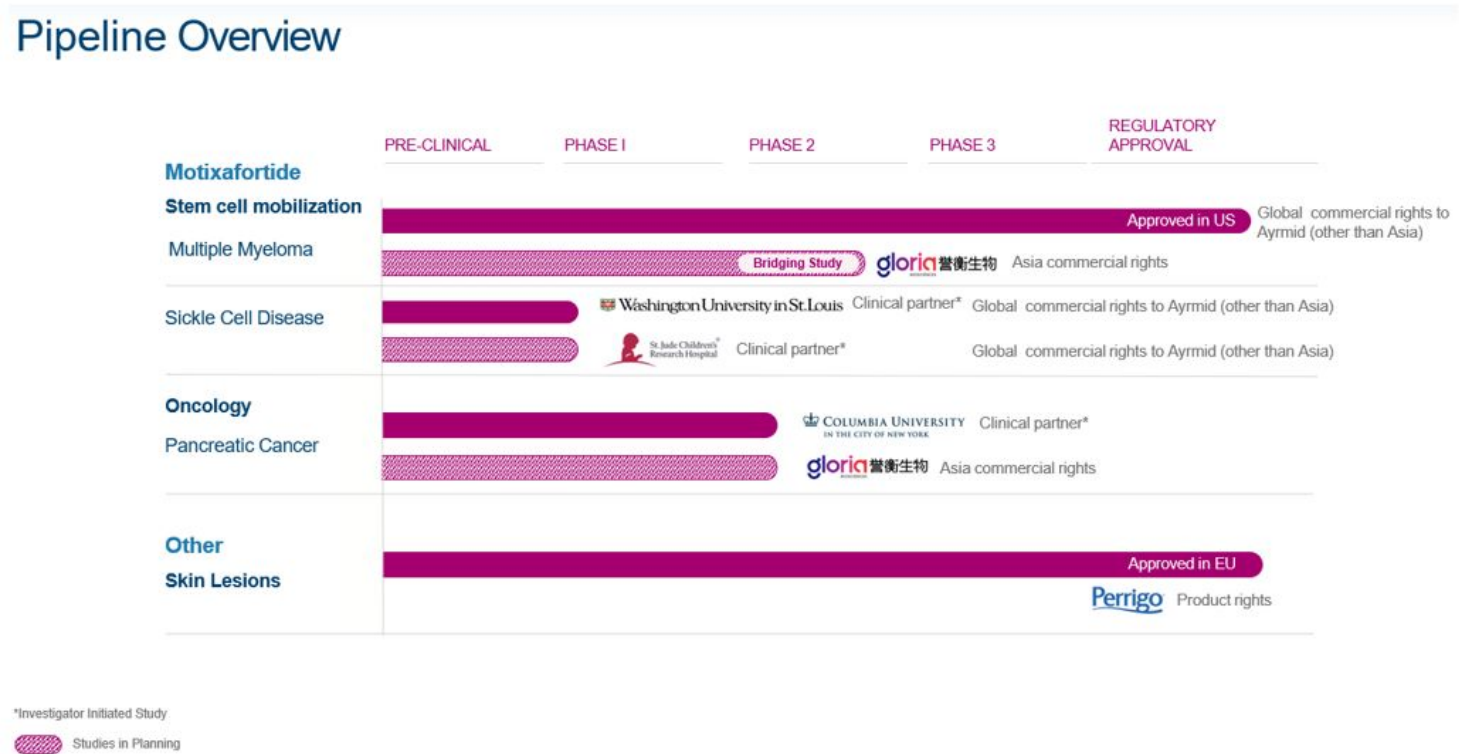 Pipeline Overview
PRE-CLINICAL
PHASE I
PHASE 2
PHASE 3
REGULATORY
APPROVAL
Motixafortide
Stem cell mobilization
Multiple Myeloma
Approved in US
Global commercial rights to
Ayrmid (other than Asia)
Bridging Study
gloria 誉衡生物
Asia commercial rights
Sickle Cell Disease
Washington University in St. Louis
Clinical partner*
Global commercial rights to Ayrmid (other than Asia)
St. Jude Children's
Research Hospital
Clinical partner*
Global commercial rights to Ayrmid (other than Asia)
Oncology
Pancreatic Cancer
COLUMBIA UNIVERSITY
IN THE CITY OF NEW YORK
Clinical partner*
gloria 誉衡生物
Asia commercial rights
Other
Skin Lesions
Approved in EU
Perrigo
Product rights
*Investigator Initiated Study
Studies in Planning